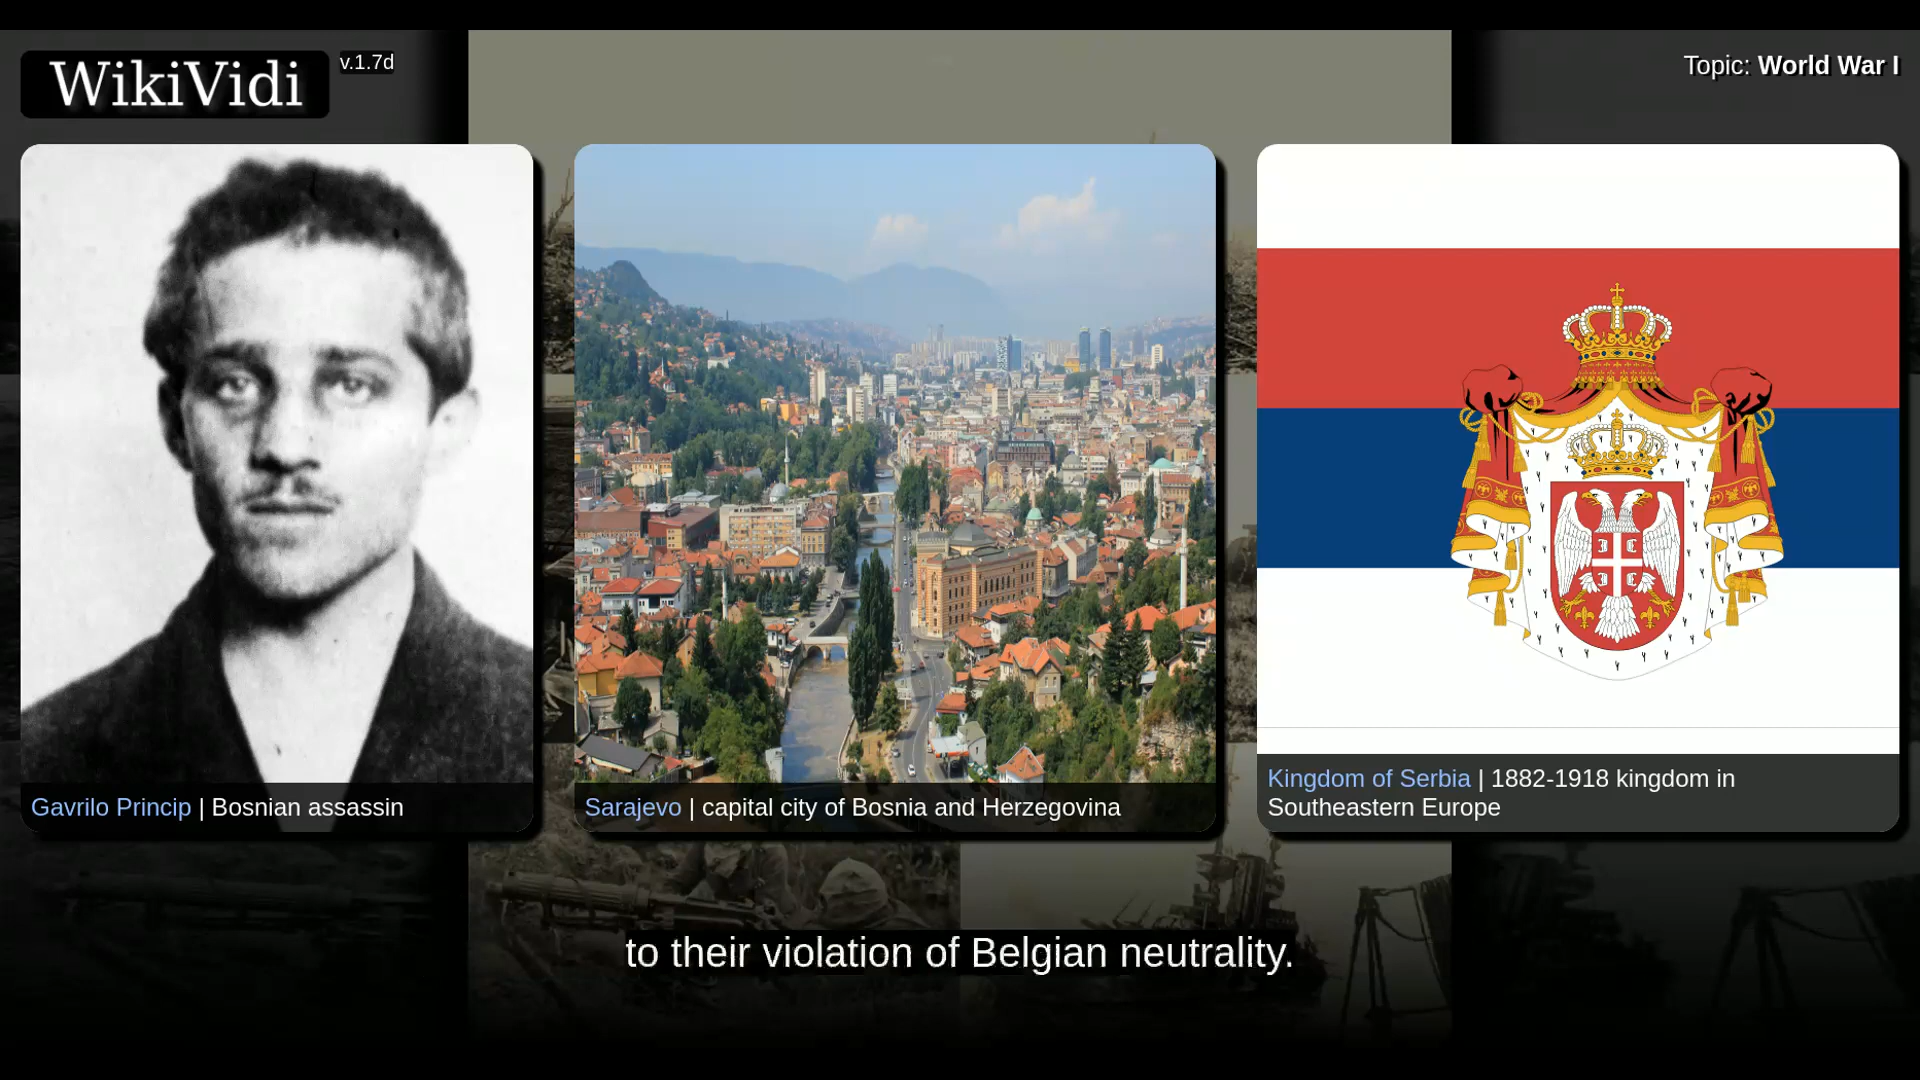 WikiVidi
v.1.7d
Topic: World War I
Gavrilo Princip | Bosnian assassin
Sarajevo | capital city of Bosnia and Herzegovina
Kingdom of Serbia | 1882-1918 kingdom in
Southeastern Europe
to their violation of Belgian neutrality.